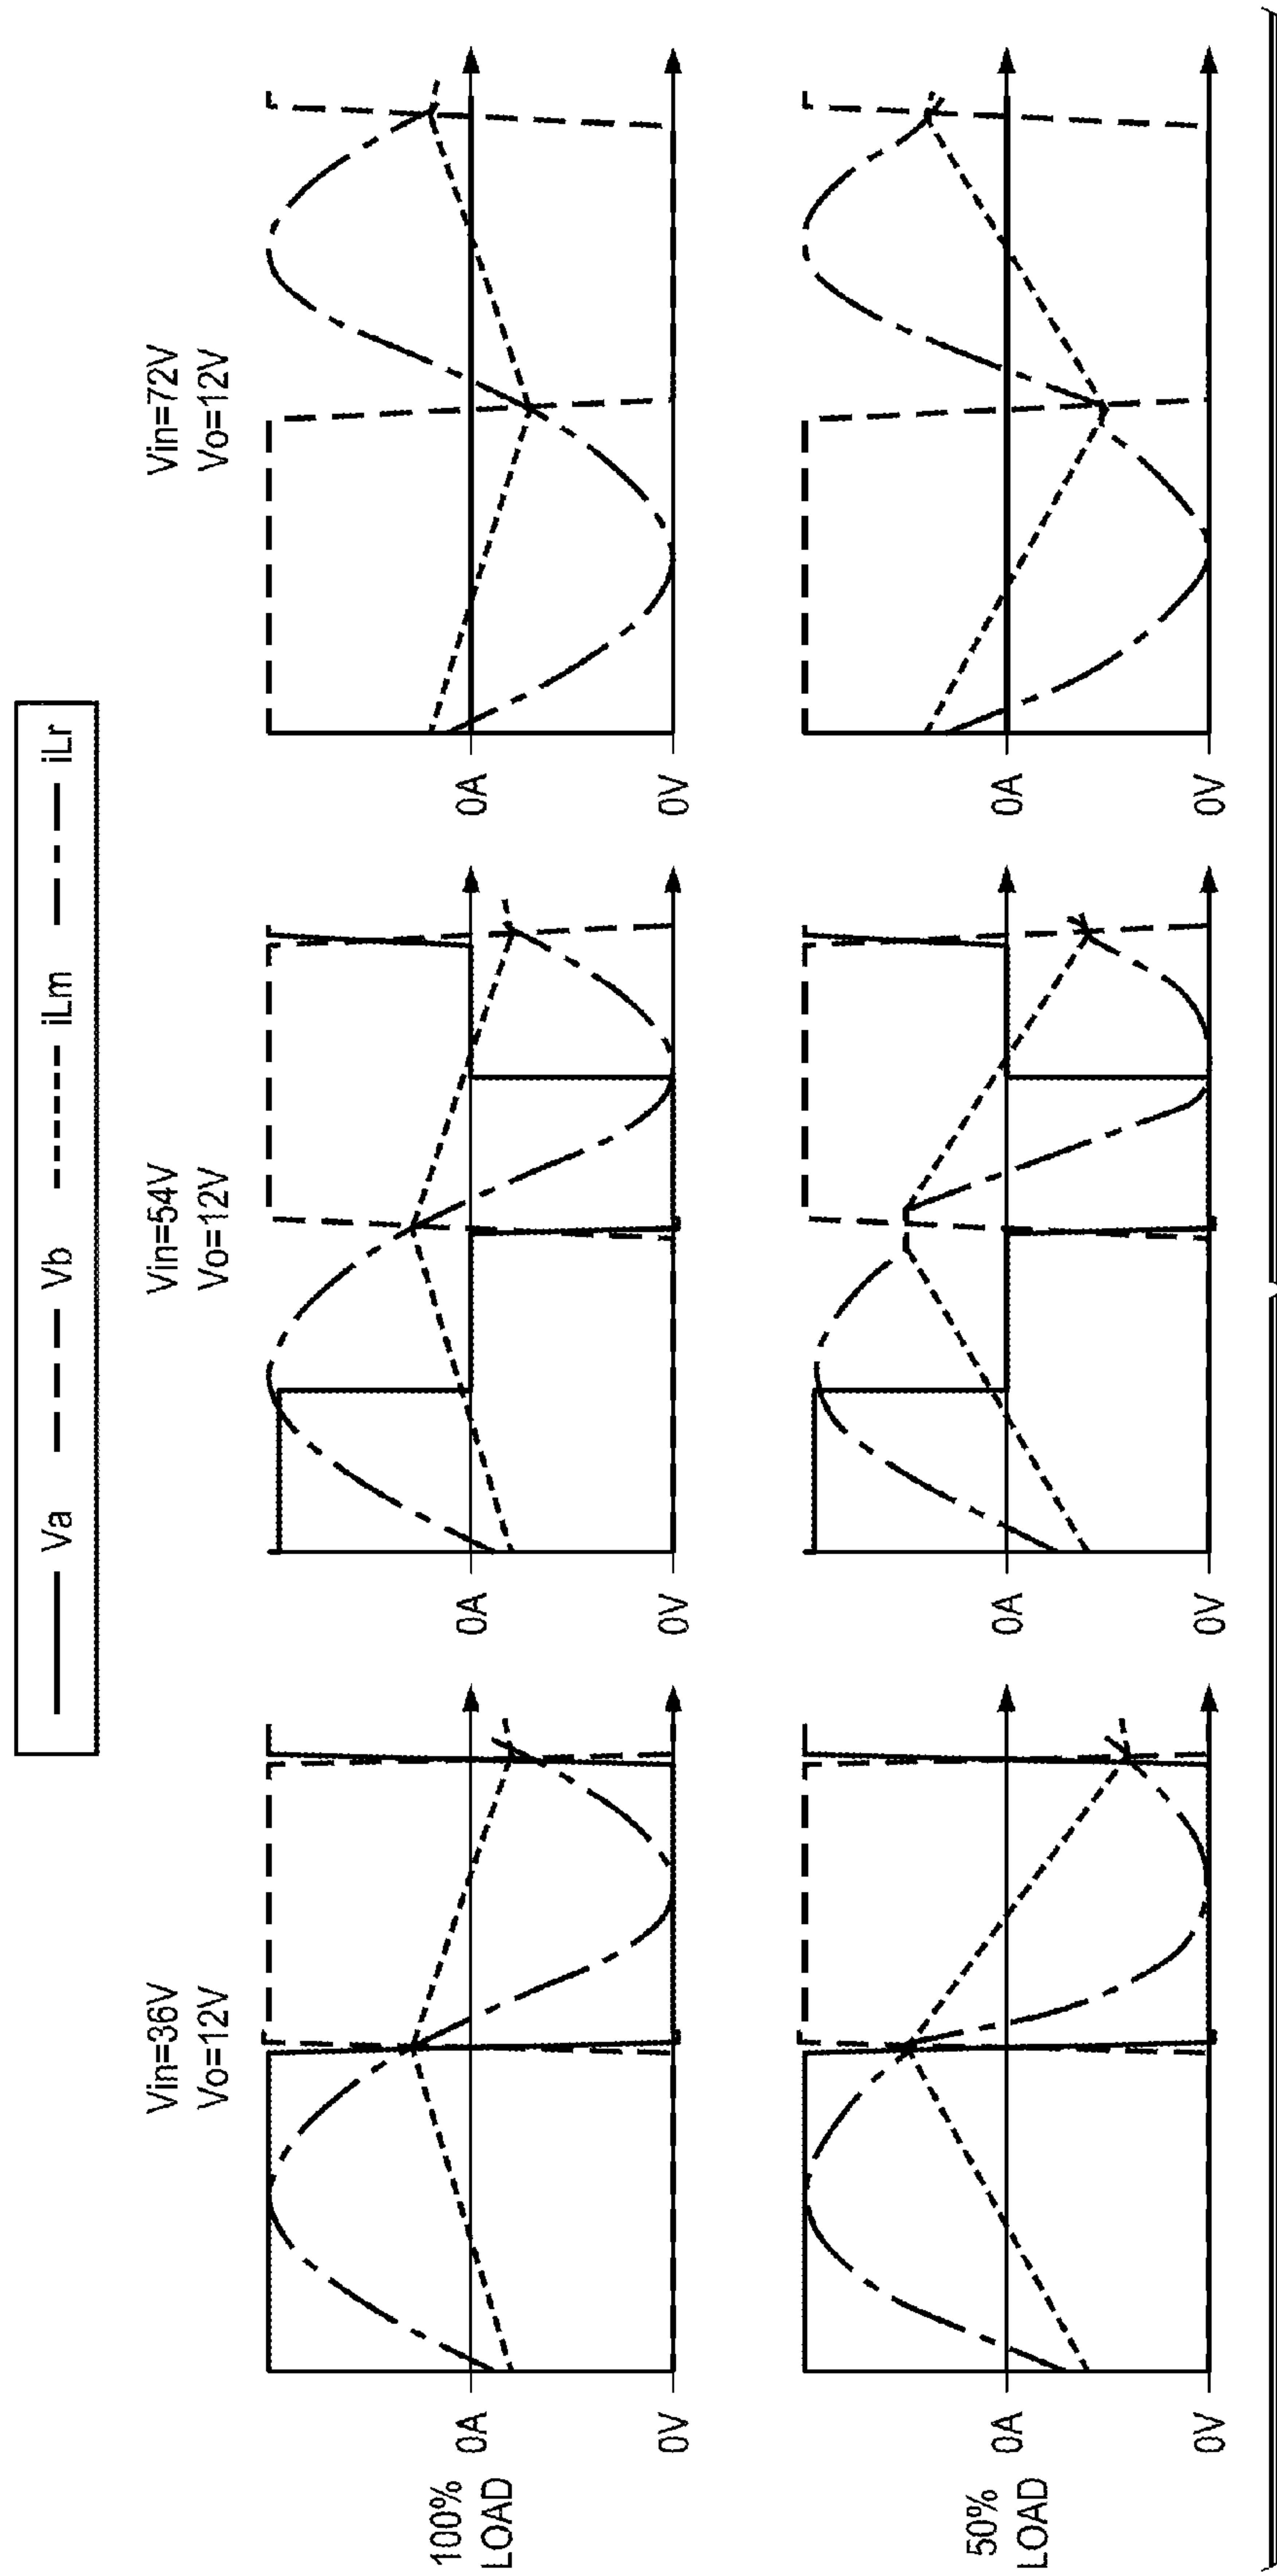 Va Vb iLm iLr
Vin=36V
Vo=12V
Vin=54V
Vo=12V
Vin=72V
Vo=12V
100%
LOAD
0A
0V
0A
0V
0A
0V
50%
LOAD
0A
0V
0A
0V
0A
0V